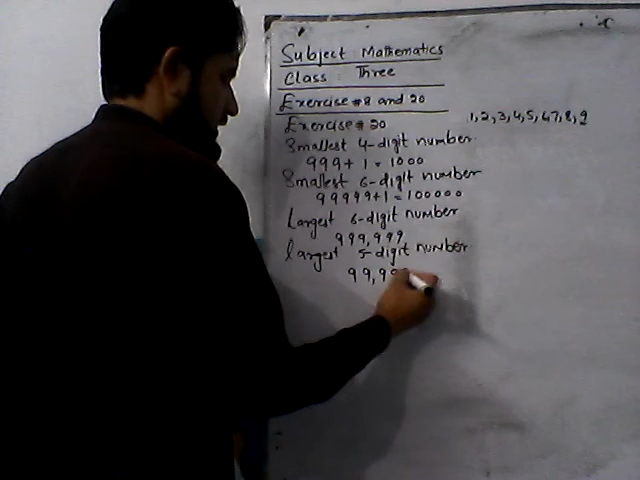 Subject: Mathematics
Class : Three
Exercise # 8 and 20
Exercise # 20
1,2,3,4,5,6,7,8,9
Smallest 4-digit number.
999 + 1 = 1000
Smallest 6-digit number
99999+1 = 100000
Largest 6-digit number
999,999
largest 5-digit number.
99,99